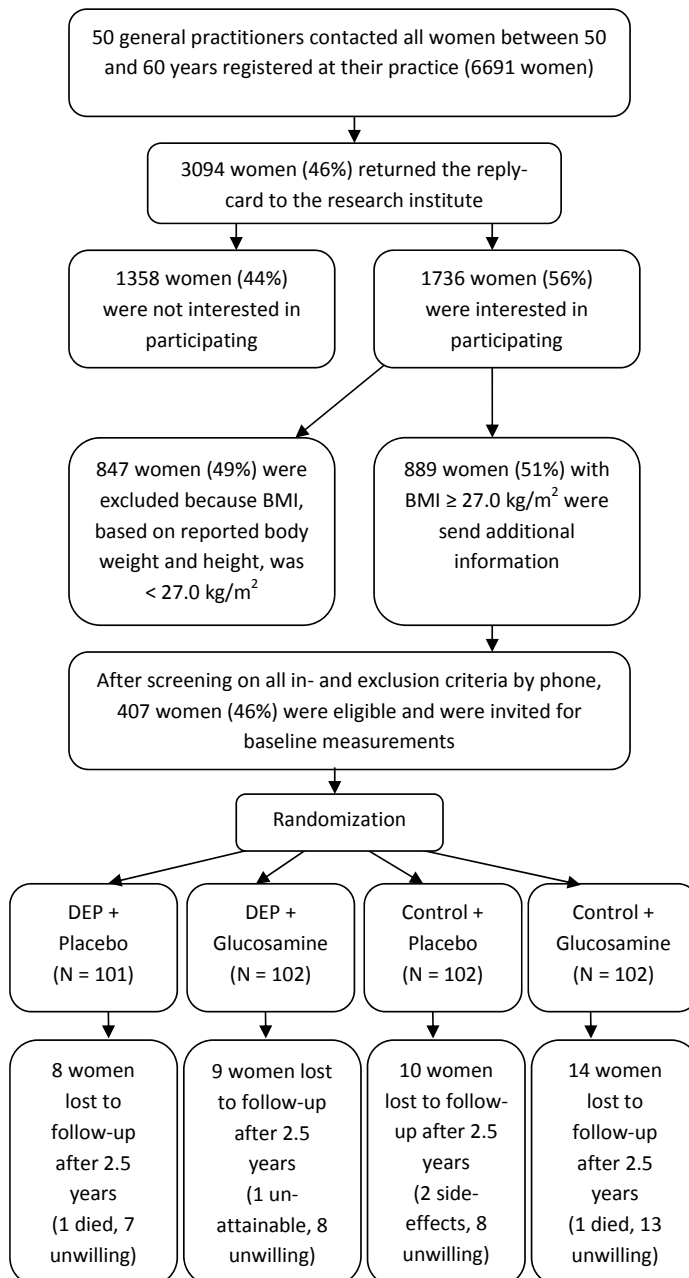 50 general practitioners contacted all women between 50
and 60 years registered at their practice (6691 women)
3094 women (46%) returned the reply-
card to the research institute
1358 women (44%)
were not interested in
participating
1736 women (56%)
were interested in
participating
847 women (49%) were
excluded because BMI,
based on reported body
weight and height, was
< 27.0 kg/m²
889 women (51%) with
BMI ≥ 27.0 kg/m² were
send additional
information
After screening on all in- and exclusion criteria by phone,
407 women (46%) were eligible and were invited for
baseline measurements
Randomization
DEP +
Placebo
(N = 101)
DEP +
Glucosamine
(N = 102)
Control +
Placebo
(N = 102)
Control +
Glucosamine
(N = 102)
8 women
lost to
follow-up
after 2.5
years
(1 died, 7
unwilling)
9 women lost
to follow-up
after 2.5
years
(1 un-
attainable, 8
unwilling)
10 women
lost to follow-
up after 2.5
years
(2 side-
effects, 8
unwilling)
14 women
lost to
follow-up
after 2.5
years
(1 died, 13
unwilling)